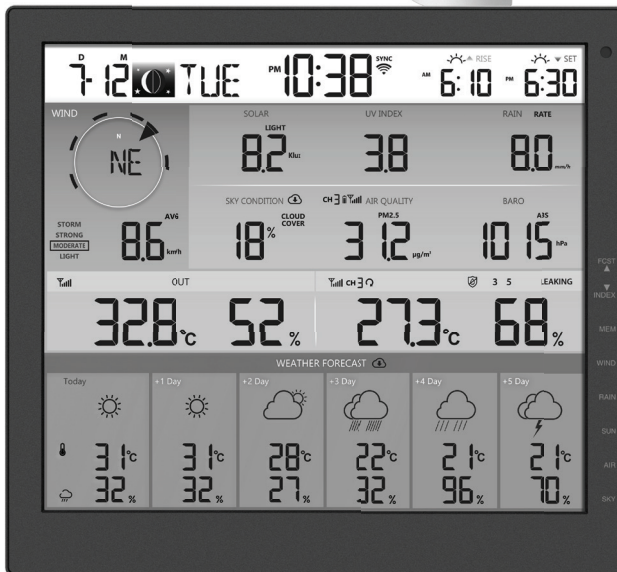 D M SYNC RISE SET
7-12 TUE PM 10:38 AM 6:10 PM 6:30
WIND SOLAR UV INDEX RAIN RATE
N LIGHT
NE 8.2 Klux 3.8 8.0 mm/h
SKY CONDITION CH 3 AIR QUALITY BARO
STORM AVG CLOUD COVER PM2.5 ABS
STRONG
MODERATE 8.6 km/h 18 % 31.2 µg/m³ 1015 hPa
LIGHT
OUT CH 3 3 5 LEAKING
32.8 °C 52 % 27.3 °C 68 %
WEATHER FORECAST
Today +1 Day +2 Day +3 Day +4 Day +5 Day
31°C 31°C 28°C 22°C 21°C 21°C
32% 32% 27% 32% 96% 70%
FCST
INDEX
MEM
WIND
RAIN
SUN
AIR
SKY